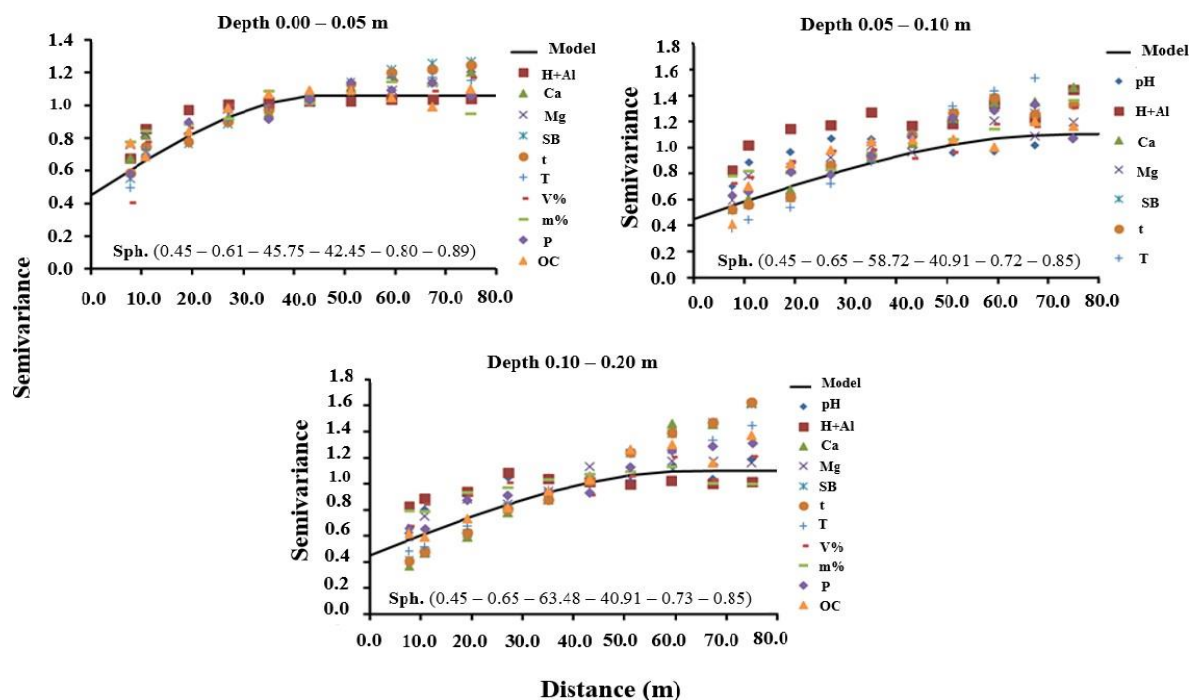 Depth 0.00 – 0.05 m
1.4
1.2
1.0
0.8
0.6
0.4
0.2
0.0
0.0 10.0 20.0 30.0 40.0 50.0 60.0 70.0 80.0
Model
H+Al
Ca
Mg
SB
t
T
V%
m%
P
OC
Sph. (0.45 – 0.61 – 45.75 – 42.45 – 0.80 – 0.89)
Depth 0.05 – 0.10 m
Semivariance
1.8
1.6
1.4
1.2
1.0
0.8
0.6
0.4
0.2
0.0
0.0 10.0 20.0 30.0 40.0 50.0 60.0 70.0 80.0
Model
pH
H+Al
Ca
Mg
SB
t
T
Sph. (0.45 – 0.65 – 58.72 – 40.91 – 0.72 – 0.85)
Semivariance
Depth 0.10 – 0.20 m
Semivariance
1.8
1.6
1.4
1.2
1.0
0.8
0.6
0.4
0.2
0.0
0.0 10.0 20.0 30.0 40.0 50.0 60.0 70.0 80.0
Model
pH
H+Al
Ca
Mg
SB
t
T
V%
m%
P
OC
Sph. (0.45 – 0.65 – 63.48 – 40.91 – 0.73 – 0.85)
Distance (m)